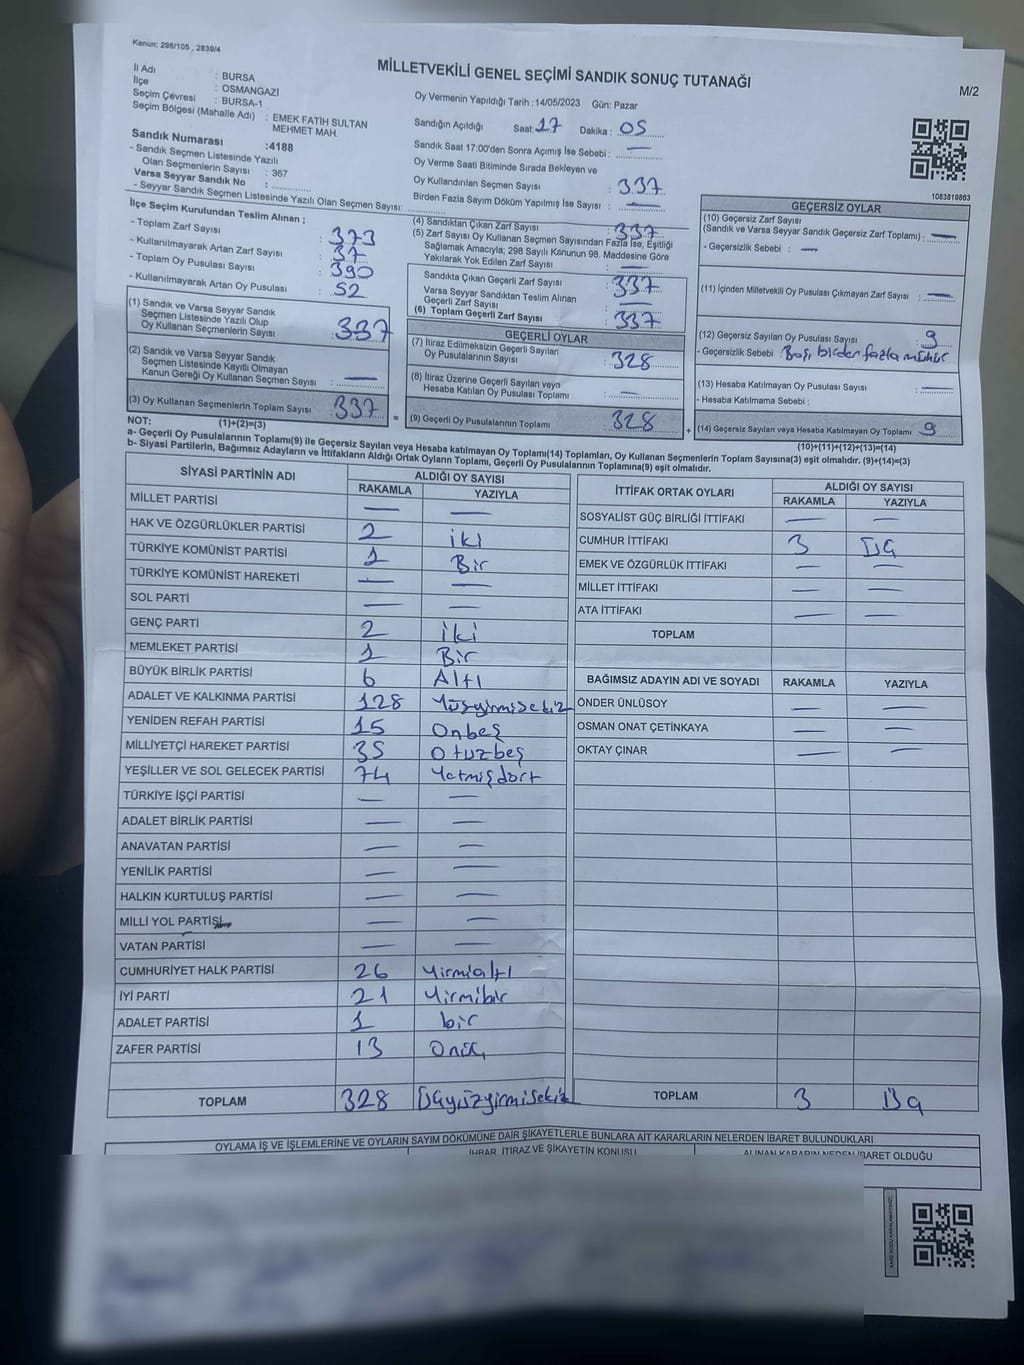 Kanun: 298/105 , 2839/4
MİLLETVEKİLİ GENEL SEÇİMİ SANDIK SONUÇ TUTANAĞI
M/2
İl Adı : BURSA
İlçe : OSMANGAZİ
Seçim Çevresi : BURSA-1
Seçim Bölgesi (Mahalle Adı) : EMEK FATİH SULTAN
MEHMET MAH.
Sandık Numarası :4188
- Sandık Seçmen Listesinde Yazılı
Olan Seçmenlerin Sayısı : 367
Varsa Seyyar Sandık No :
- Seyyar Sandık Seçmen Listesinde Yazılı Olan Seçmen Sayısı:
Oy Vermenin Yapıldığı Tarih :14/05/2023 Gün: Pazar
Sandığın Açıldığı Saat: 17 Dakika : 05
Sandık Saat 17:00'den Sonra Açımış İse Sebebi : —
Oy Verme Saati Bitiminde Sırada Bekleyen ve
Oy Kullandırılan Seçmen Sayısı : 337
Birden Fazla Sayım Döküm Yapılmış İse Sayısı : —
1083819863
İlçe Seçim Kurulundan Teslim Alınan ;
- Toplam Zarf Sayısı : 373
- Kullanılmayarak Artan Zarf Sayısı : 37
- Toplam Oy Pusulası Sayısı : 390
- Kullanılmayarak Artan Oy Pusulası : 52
(1) Sandık ve Varsa Seyyar Sandık
Seçmen Listesinde Yazılı Olup
Oy Kullanan Seçmenlerin Sayısı : 337
(2) Sandık ve Varsa Seyyar Sandık
Seçmen Listesinde Kayıtlı Olmayan
Kanun Gereği Oy Kullanan Seçmen Sayısı : —
(3) Oy Kullanan Seçmenlerin Toplam Sayısı : 337
(1)+(2)=(3)
(4) Sandıktan Çıkan Zarf Sayısı : 337
(5) Zarf Sayısı Oy Kullanan Seçmen Sayısından Fazla İse, Eşitliği
Sağlamak Amacıyla; 298 Sayılı Kanunun 98. Maddesine Göre
Yakılarak Yok Edilen Zarf Sayısı : —
Sandıkta Çıkan Geçerli Zarf Sayısı : 337
Varsa Seyyar Sandıktan Teslim Alınan
Geçerli Zarf Sayısı : —
(6) Toplam Geçerli Zarf Sayısı : 337
GEÇERLİ OYLAR
(7) İtiraz Edilmeksizin Geçerli Sayılan
Oy Pusulalarının Sayısı : 328
(8) İtiraz Üzerine Geçerli Sayılan veya
Hesaba Katılan Oy Pusulası Toplamı : —
= (9) Geçerli Oy Pusulalarının Toplamı : 328
GEÇERSİZ OYLAR
(10) Geçersiz Zarf Sayısı
(Sandık ve Varsa Seyyar Sandık Geçersiz Zarf Toplamı) : —
- Geçersizlik Sebebi : —
(11) İçinden Milletvekili Oy Pusulası Çıkmayan Zarf Sayısı : —
(12) Geçersiz Sayılan Oy Pusulası Sayısı : 9
- Geçersizlik Sebebi : Boş, birden fazla mühür
(13) Hesaba Katılmayan Oy Pusulası Sayısı : —
- Hesaba Katılmama Sebebi :
+ (14) Geçersiz Sayılan veya Hesaba Katılmayan Oy Toplamı : 9
(10)+(11)+(12)+(13)=(14)
NOT:
a- Geçerli Oy Pusulalarının Toplamı(9) ile Geçersiz Sayılan veya Hesaba katılmayan Oy Toplamı(14) Toplamları, Oy Kullanan Seçmenlerin Toplam Sayısına(3) eşit olmalıdır. (9)+(14)=(3)
b- Siyasi Partilerin, Bağımsız Adayların ve İttifakların Aldığı Ortak Oyların Toplamı, Geçerli Oy Pusulalarının Toplamına(9) eşit olmalıdır.
SİYASİ PARTİNİN ADI
ALDIĞI OY SAYISI
RAKAMLA YAZIYLA
MİLLET PARTİSİ — —
HAK VE ÖZGÜRLÜKLER PARTİSİ 2 iki
TÜRKİYE KOMÜNİST PARTİSİ 1 Bir
TÜRKİYE KOMÜNİST HAREKETİ — —
SOL PARTİ — —
GENÇ PARTİ 2 iki
MEMLEKET PARTİSİ 1 Bir
BÜYÜK BİRLİK PARTİSİ 6 Altı
ADALET VE KALKINMA PARTİSİ 128 Yüzyirmisekiz
YENİDEN REFAH PARTİSİ 15 Onbeş
MİLLİYETÇİ HAREKET PARTİSİ 35 Otuzbeş
YEŞİLLER VE SOL GELECEK PARTİSİ 74 Yetmişdört
TÜRKİYE İŞÇİ PARTİSİ — —
ADALET BİRLİK PARTİSİ — —
ANAVATAN PARTİSİ — —
YENİLİK PARTİSİ — —
HALKIN KURTULUŞ PARTİSİ — —
MİLLİ YOL PARTİSİ — —
VATAN PARTİSİ — —
CUMHURİYET HALK PARTİSİ 26 Yirmialtı
İYİ PARTİ 21 Yirmibir
ADALET PARTİSİ 1 bir
ZAFER PARTİSİ 13 Onüç
TOPLAM 328 Üçyüzyirmisekiz
İTTİFAK ORTAK OYLARI
ALDIĞI OY SAYISI
RAKAMLA YAZIYLA
SOSYALİST GÜÇ BİRLİĞİ İTTİFAKI — —
CUMHUR İTTİFAKI 3 Üç
EMEK VE ÖZGÜRLÜK İTTİFAKI — —
MİLLET İTTİFAKI — —
ATA İTTİFAKI — —
TOPLAM
BAĞIMSIZ ADAYIN ADI VE SOYADI RAKAMLA YAZIYLA
ÖNDER ÜNLÜSOY — —
OSMAN ONAT ÇETİNKAYA — —
OKTAY ÇINAR — —
TOPLAM 3 Üç
OYLAMA İŞ VE İŞLEMLERİNE VE OYLARIN SAYIM DÖKÜMÜNE DAİR ŞİKAYETLERLE BUNLARA AİT KARARLARIN NELERDEN İBARET BULUNDUKLARI
İHBAR, İTİRAZ VE ŞİKAYETİN KONUSU
ALINAN KARARIN NEDEN İBARET OLDUĞU